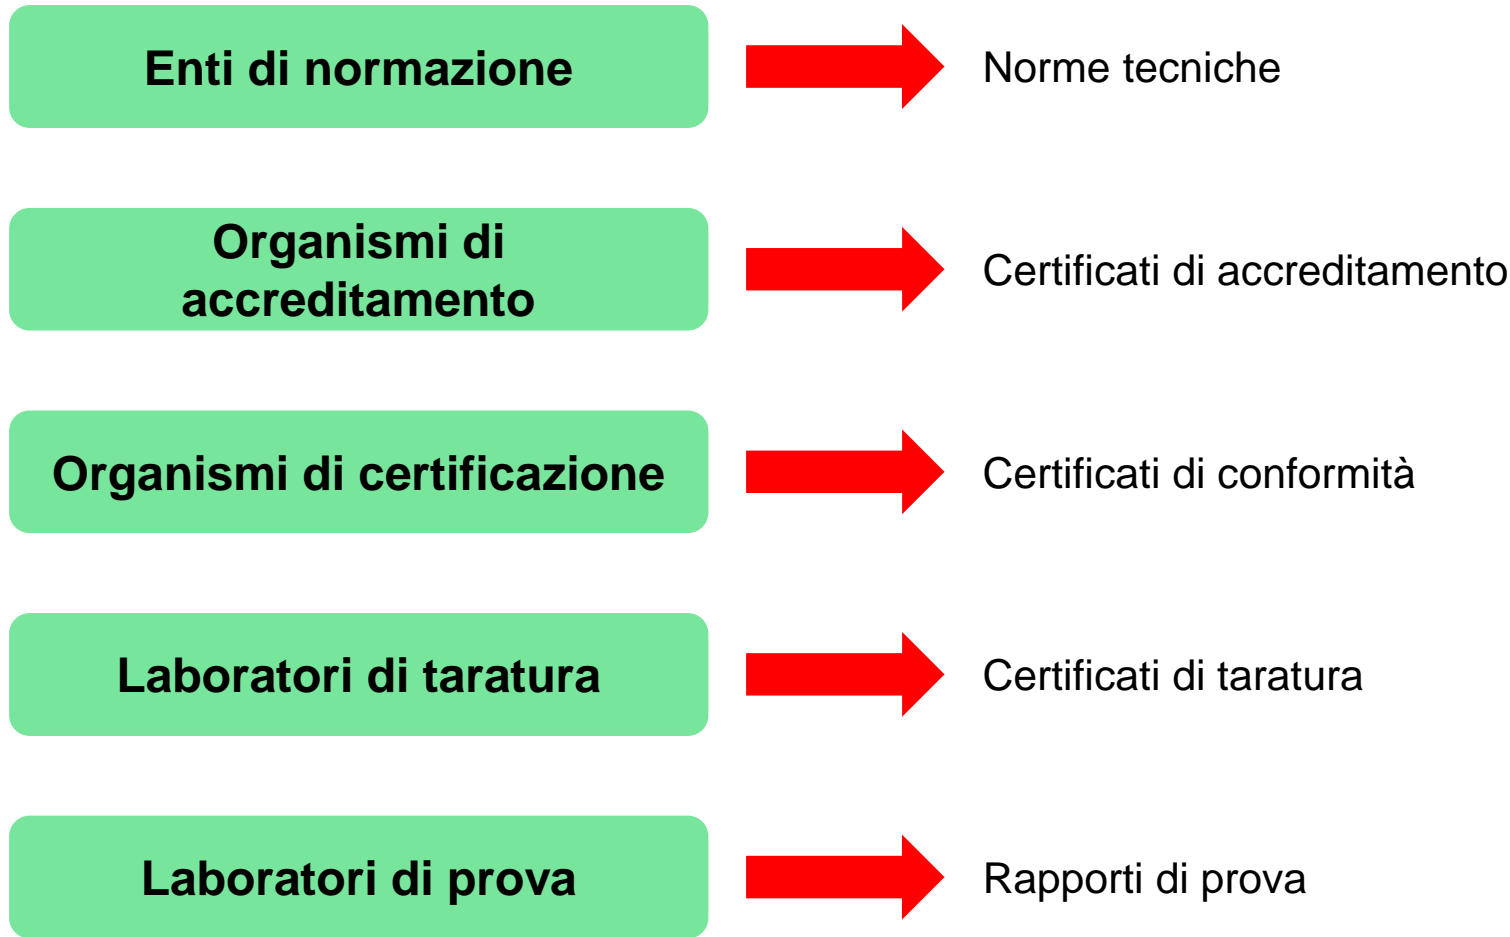 Enti di normazione
Norme tecniche
Organismi di
accreditamento
Certificati di accreditamento
Organismi di certificazione
Certificati di conformità
Laboratori di taratura
Certificati di taratura
Laboratori di prova
Rapporti di prova